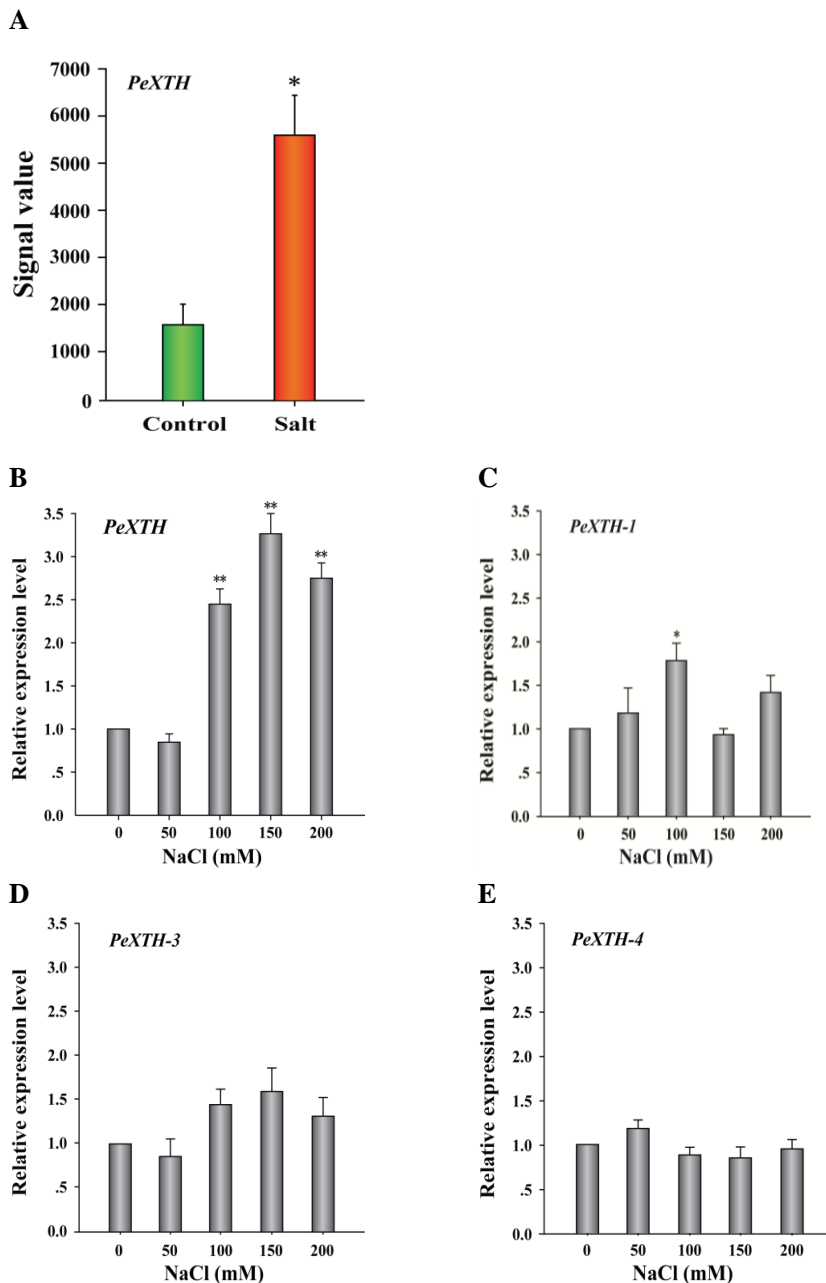 A
PeXTH
*
7000
6000
5000
4000
3000
2000
1000
0
Signal value
Control Salt
B
PeXTH
** ** **
3.5
3.0
2.5
2.0
1.5
1.0
.5
0.0
Relative expression level
0 50 100 150 200
NaCl (mM)
C
PeXTH-1
*
3.5
3.0
2.5
2.0
1.5
1.0
.5
0.0
Relative expression level
0 50 100 150 200
NaCl (mM)
D
PeXTH-3
3.5
3.0
2.5
2.0
1.5
1.0
.5
0.0
Relative expression level
0 50 100 150 200
NaCl (mM)
E
PeXTH-4
3.5
3.0
2.5
2.0
1.5
1.0
.5
0.0
Relative expression level
0 50 100 150 200
NaCl (mM)